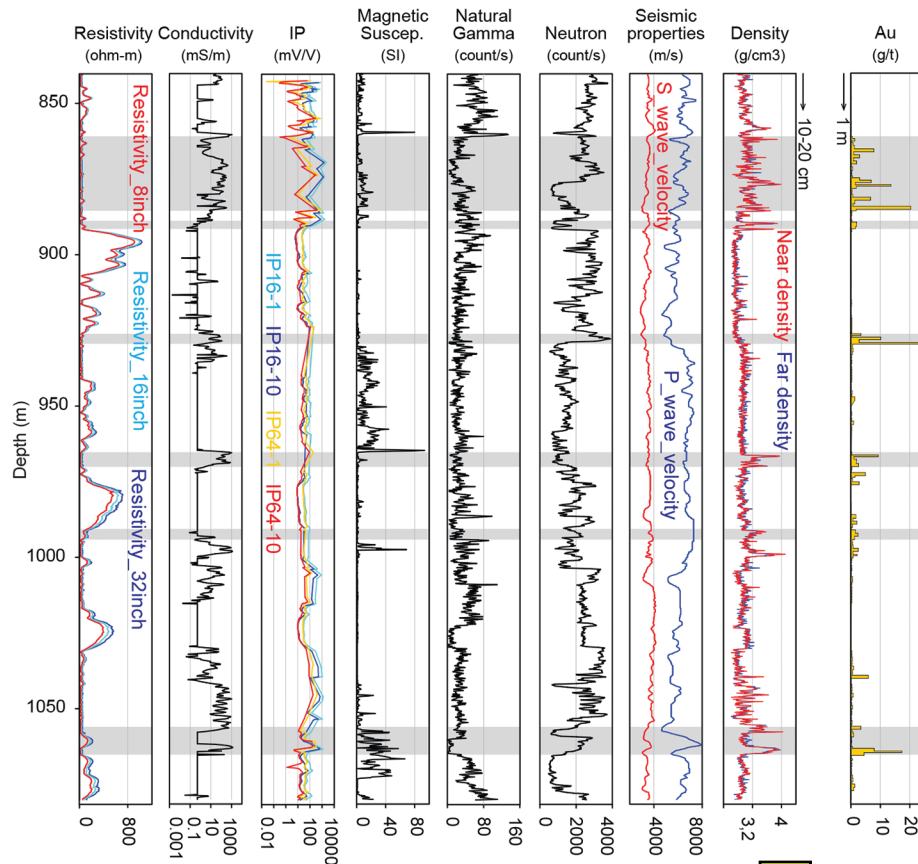 Resistivity
(ohm-m)
Conductivity
(mS/m)
IP
(mV/V)
Magnetic
Suscep.
(SI)
Natural
Gamma
(count/s)
Neutron
(count/s)
Seismic
properties
(m/s)
Density
(g/cm3)
Au
(g/t)
Depth (m)
850
900
950
1000
1050
Resistivity_8inch
Resistivity_16inch
Resistivity_32inch
IP16-1
IP16-10
IP64-1
IP64-10
S_wave_velocity
P_wave_velocity
Near density
Far density
10-20 cm
1 m
0
800
0.001
0.1
10
1000
0.01
1
100
10000
0
40
80
0
80
160
0
2000
4000
4000
8000
3,2
4
0
10
20